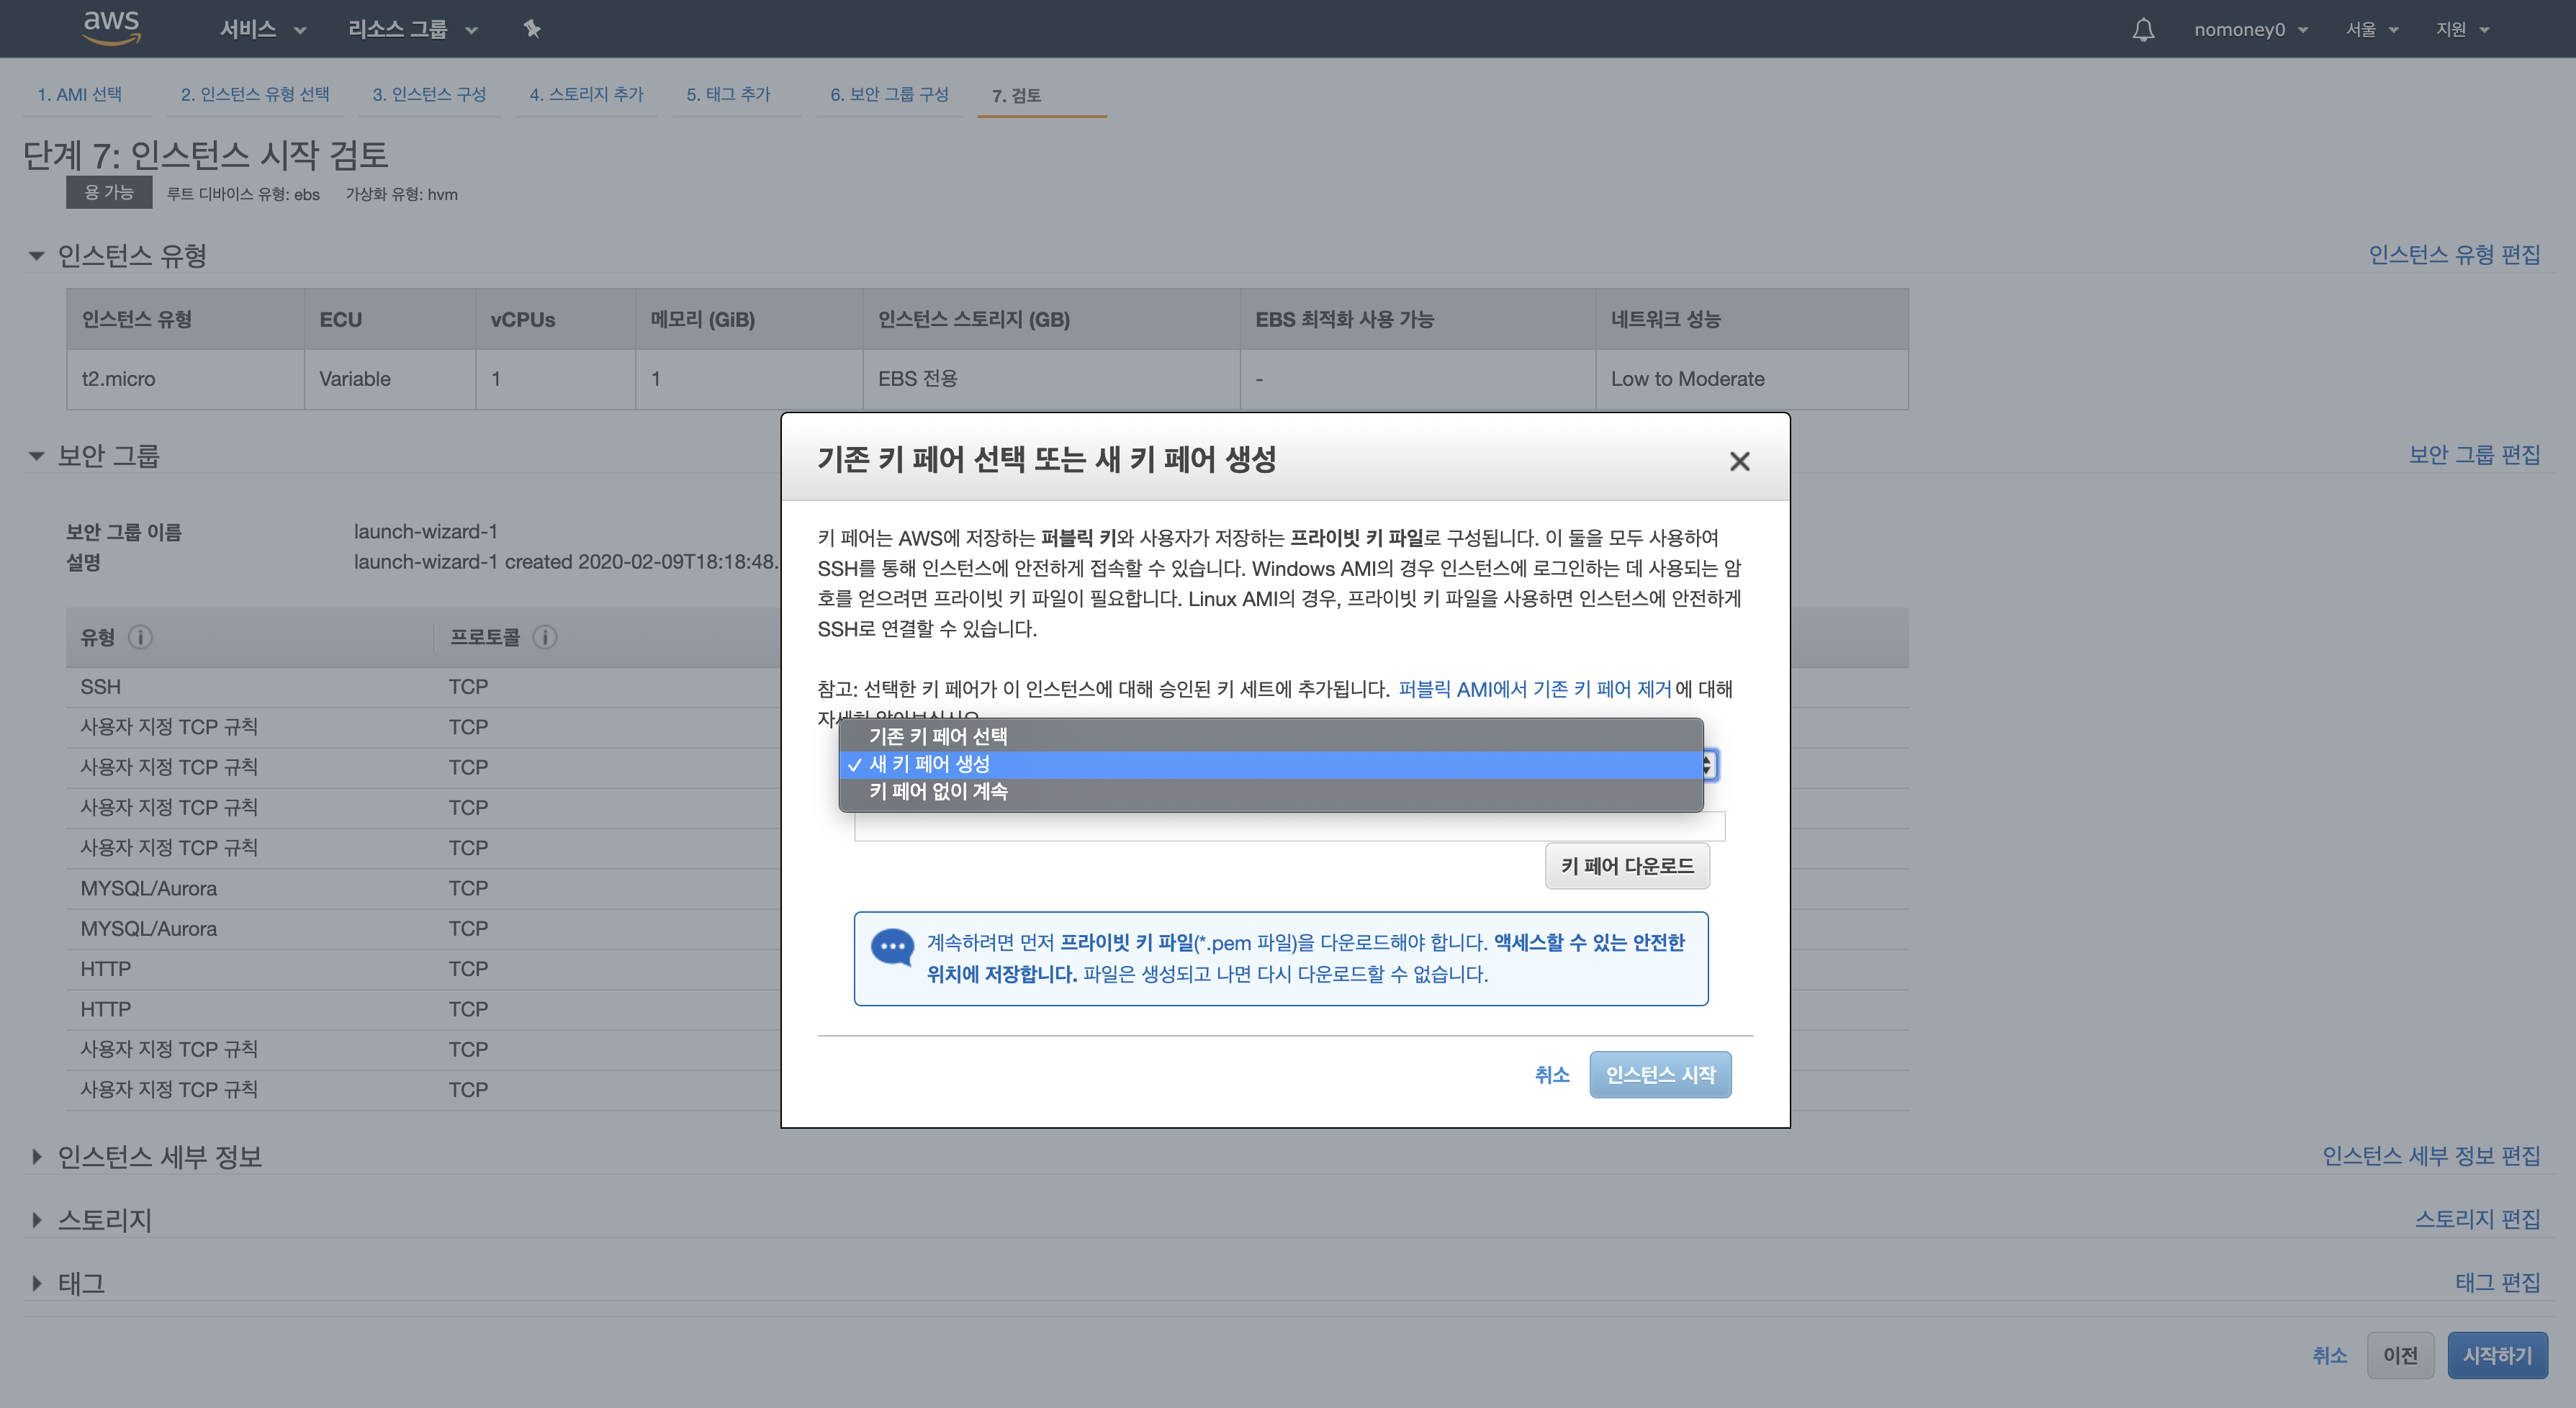 aws 서비스 리소스 그룹 nomoney0 서울 지원
1. AMI 선택 2. 인스턴스 유형 선택 3. 인스턴스 구성 4. 스토리지 추가 5. 태그 추가 6. 보안 그룹 구성 7. 검토
단계 7: 인스턴스 시작 검토
용 가능 루트 디바이스 유형: ebs 가상화 유형: hvm
인스턴스 유형 인스턴스 유형 편집
인스턴스 유형 ECU vCPUs 메모리 (GiB) 인스턴스 스토리지 (GB) EBS 최적화 사용 가능 네트워크 성능
t2.micro Variable 1 1 EBS 전용 - Low to Moderate
보안 그룹 보안 그룹 편집
보안 그룹 이름 launch-wizard-1
설명 launch-wizard-1 created 2020-02-09T18:18:48.
유형 프로토콜
SSH TCP
사용자 지정 TCP 규칙 TCP
사용자 지정 TCP 규칙 TCP
사용자 지정 TCP 규칙 TCP
사용자 지정 TCP 규칙 TCP
MYSQL/Aurora TCP
MYSQL/Aurora TCP
HTTP TCP
HTTP TCP
사용자 지정 TCP 규칙 TCP
사용자 지정 TCP 규칙 TCP
기존 키 페어 선택 또는 새 키 페어 생성
키 페어는 AWS에 저장하는 퍼블릭 키와 사용자가 저장하는 프라이빗 키 파일로 구성됩니다. 이 둘을 모두 사용하여
SSH를 통해 인스턴스에 안전하게 접속할 수 있습니다. Windows AMI의 경우 인스턴스에 로그인하는 데 사용되는 암
호를 얻으려면 프라이빗 키 파일이 필요합니다. Linux AMI의 경우, 프라이빗 키 파일을 사용하면 인스턴스에 안전하게
SSH로 연결할 수 있습니다.
참고: 선택한 키 페어가 이 인스턴스에 대해 승인된 키 세트에 추가됩니다. 퍼블릭 AMI에서 기존 키 페어 제거에 대해
기존 키 페어 선택
✓ 새 키 페어 생성
키 페어 없이 계속
키 페어 다운로드
계속하려면 먼저 프라이빗 키 파일(*.pem 파일)을 다운로드해야 합니다. 액세스할 수 있는 안전한
위치에 저장합니다. 파일은 생성되고 나면 다시 다운로드할 수 없습니다.
취소 인스턴스 시작
인스턴스 세부 정보 인스턴스 세부 정보 편집
스토리지 스토리지 편집
태그 태그 편집
취소 이전 시작하기